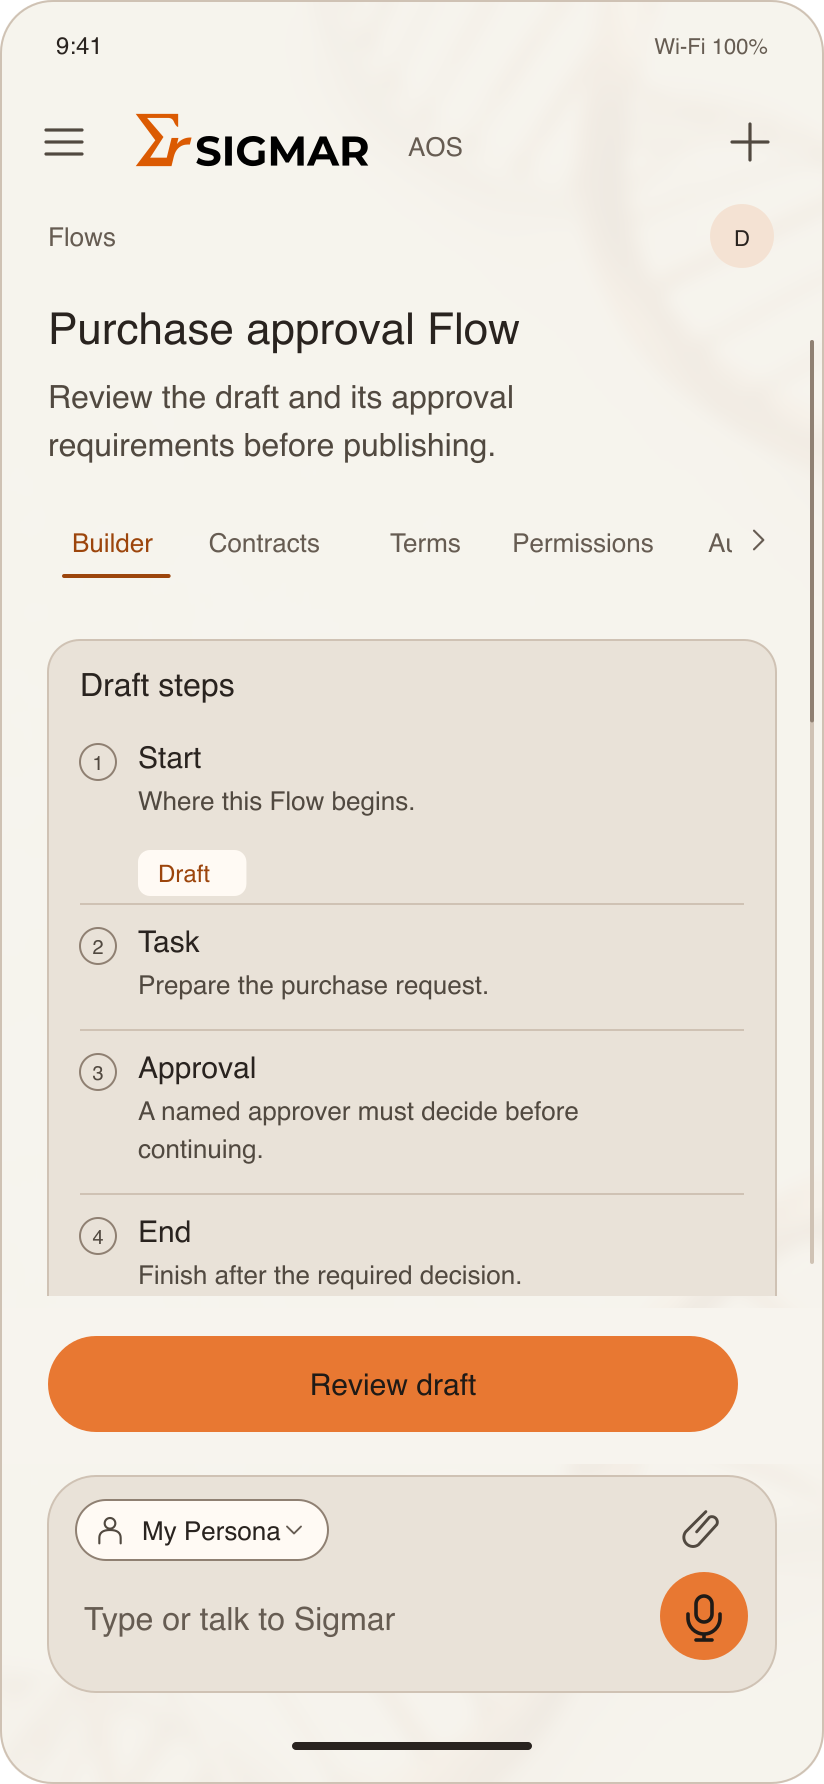 9:41
Wi-Fi 100%
Σr SIGMAR
AOS
Flows
D
Purchase approval Flow
Review the draft and its approval
requirements before publishing.
Builder
Contracts
Terms
Permissions
Draft steps
1
Start
Where this Flow begins.
Draft
2
Task
Prepare the purchase request.
3
Approval
A named approver must decide before
continuing.
4
End
Finish after the required decision.
Review draft
My Persona
Type or talk to Sigmar